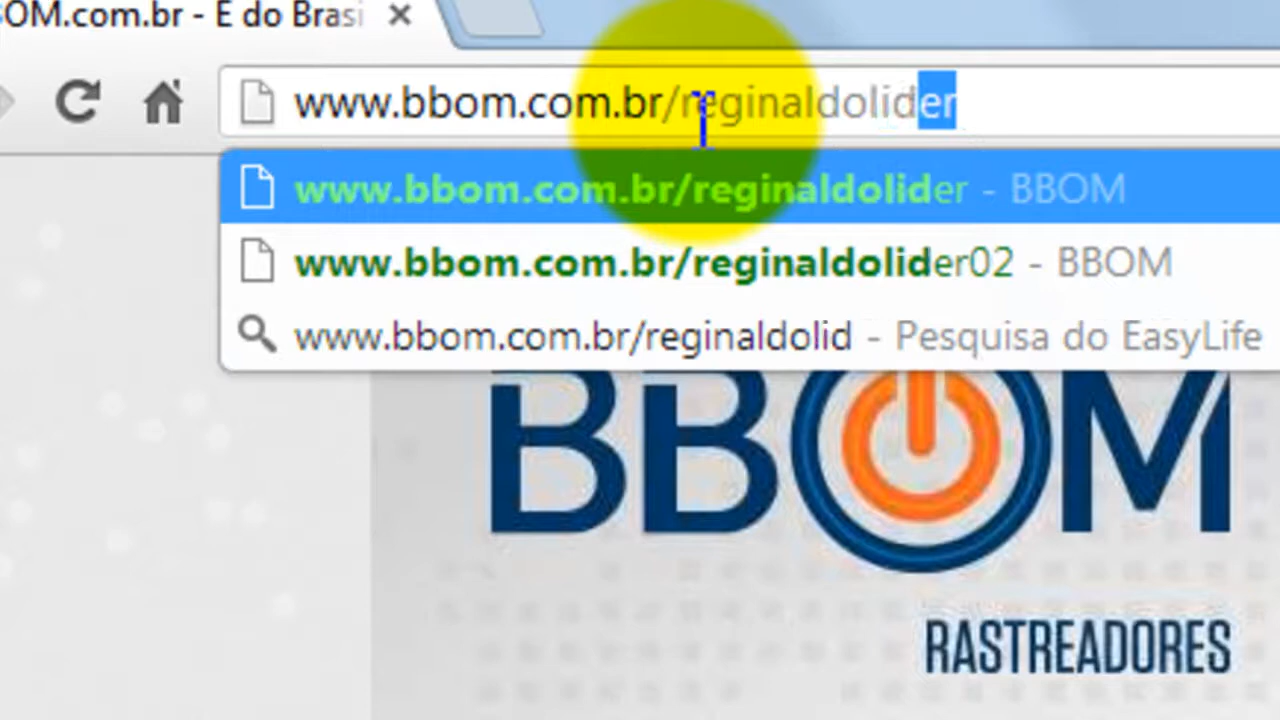 OM.com.br - E do Brasi
www.bbom.com.br/reginaldolider
www.bbom.com.br/reginaldolider - BBOM
www.bbom.com.br/reginaldolider02 - BBOM
www.bbom.com.br/reginaldolid - Pesquisa do EasyLife
BBOM
RASTREADORES